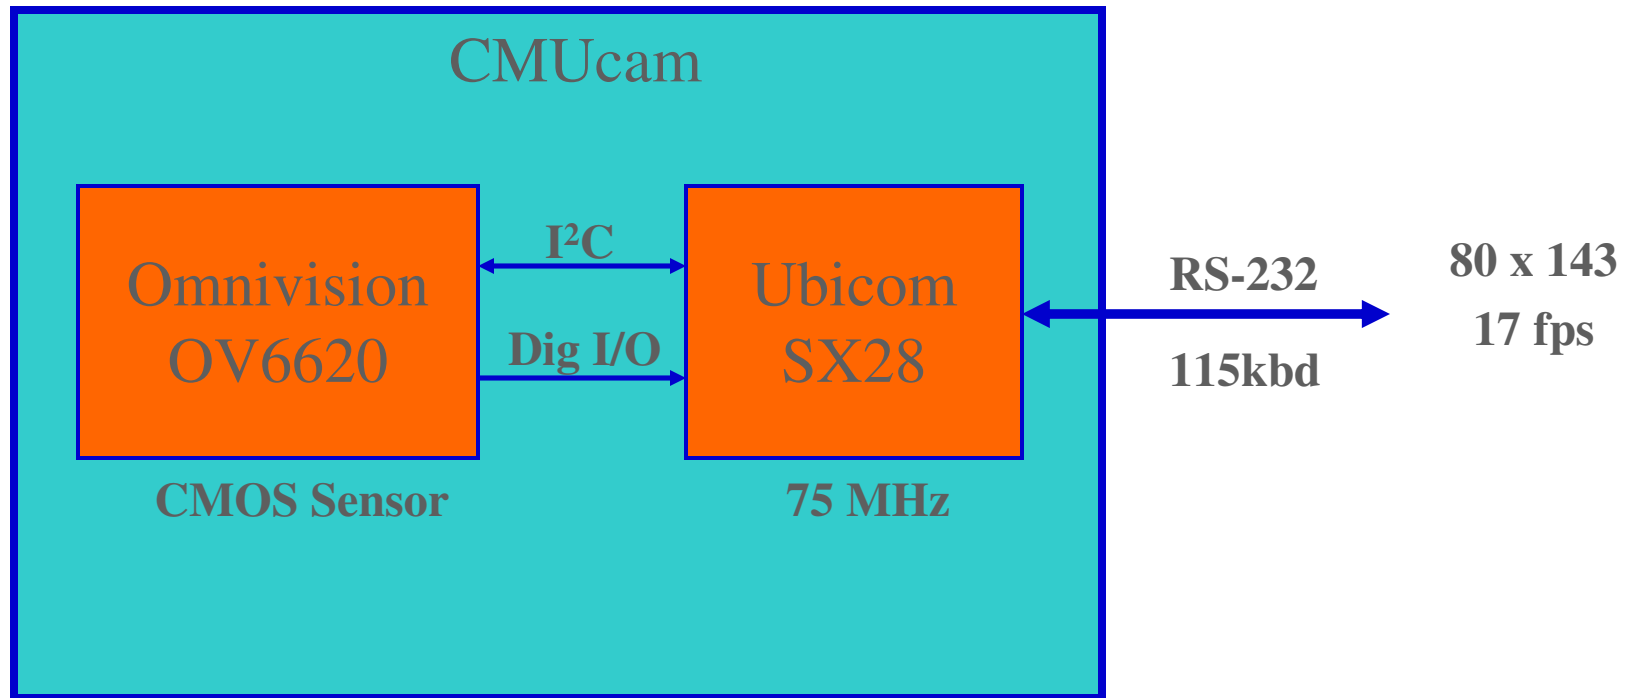 CMUcam
Omnivision
OV6620
I²C
Dig I/O
Ubicom
SX28
CMOS Sensor
75 MHz
RS-232
115kbd
80 x 143
17 fps